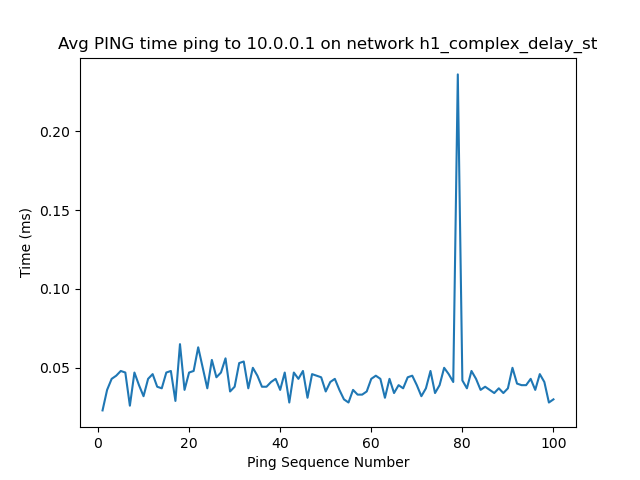 Avg PING time ping to 10.0.0.1 on network h1_complex_delay_st
0.20
0.15
0.10
0.05
Time (ms)
0 20 40 60 80 100
Ping Sequence Number